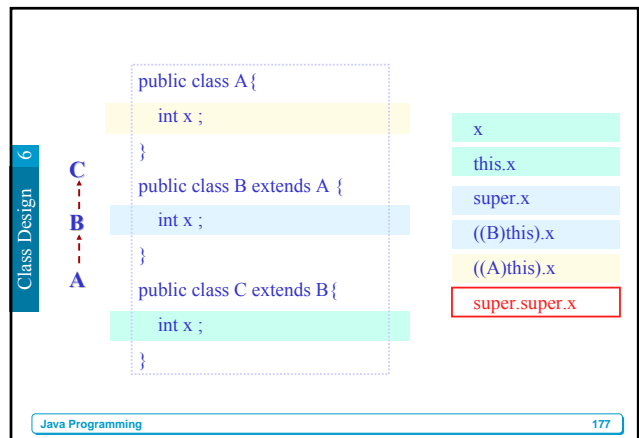 Class Design 6
C
B
A
public class A{
int x ;
}
public class B extends A {
int x ;
}
public class C extends B{
int x ;
}
x
this.x
super.x
((B)this).x
((A)this).x
super.super.x
Java Programming 177